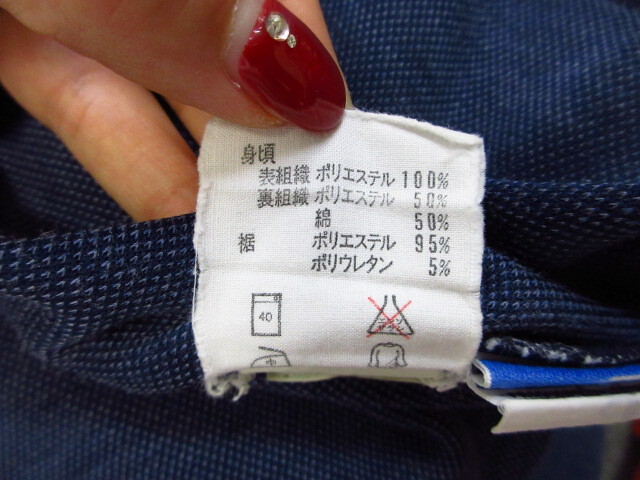 身頃
表組織 ポリエステル 100%
裏組織 ポリエステル 50%
綿 50%
裾 ポリエステル 95%
ポリウレタン 5%
40
中